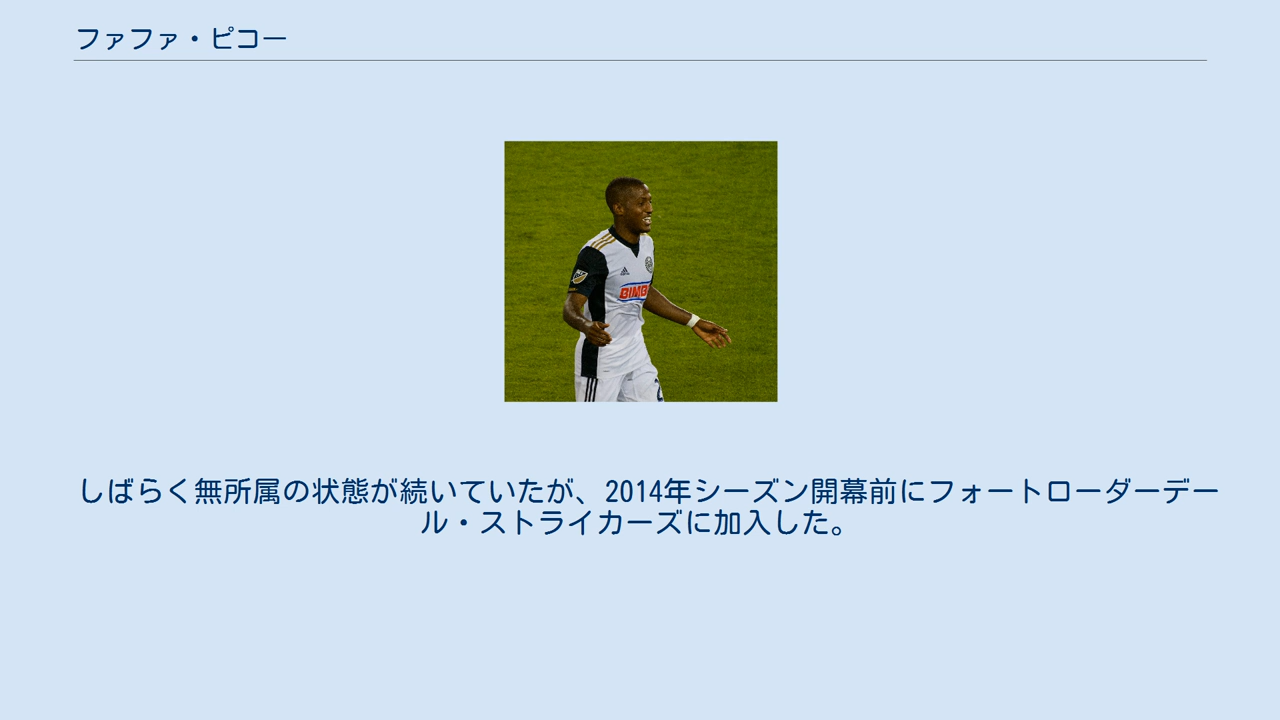 ファファ・ピコー
BIMB
しばらく無所属の状態が続いていたが、2014年シーズン開幕前にフォートローダーデー
ル・ストライカーズに加入した。